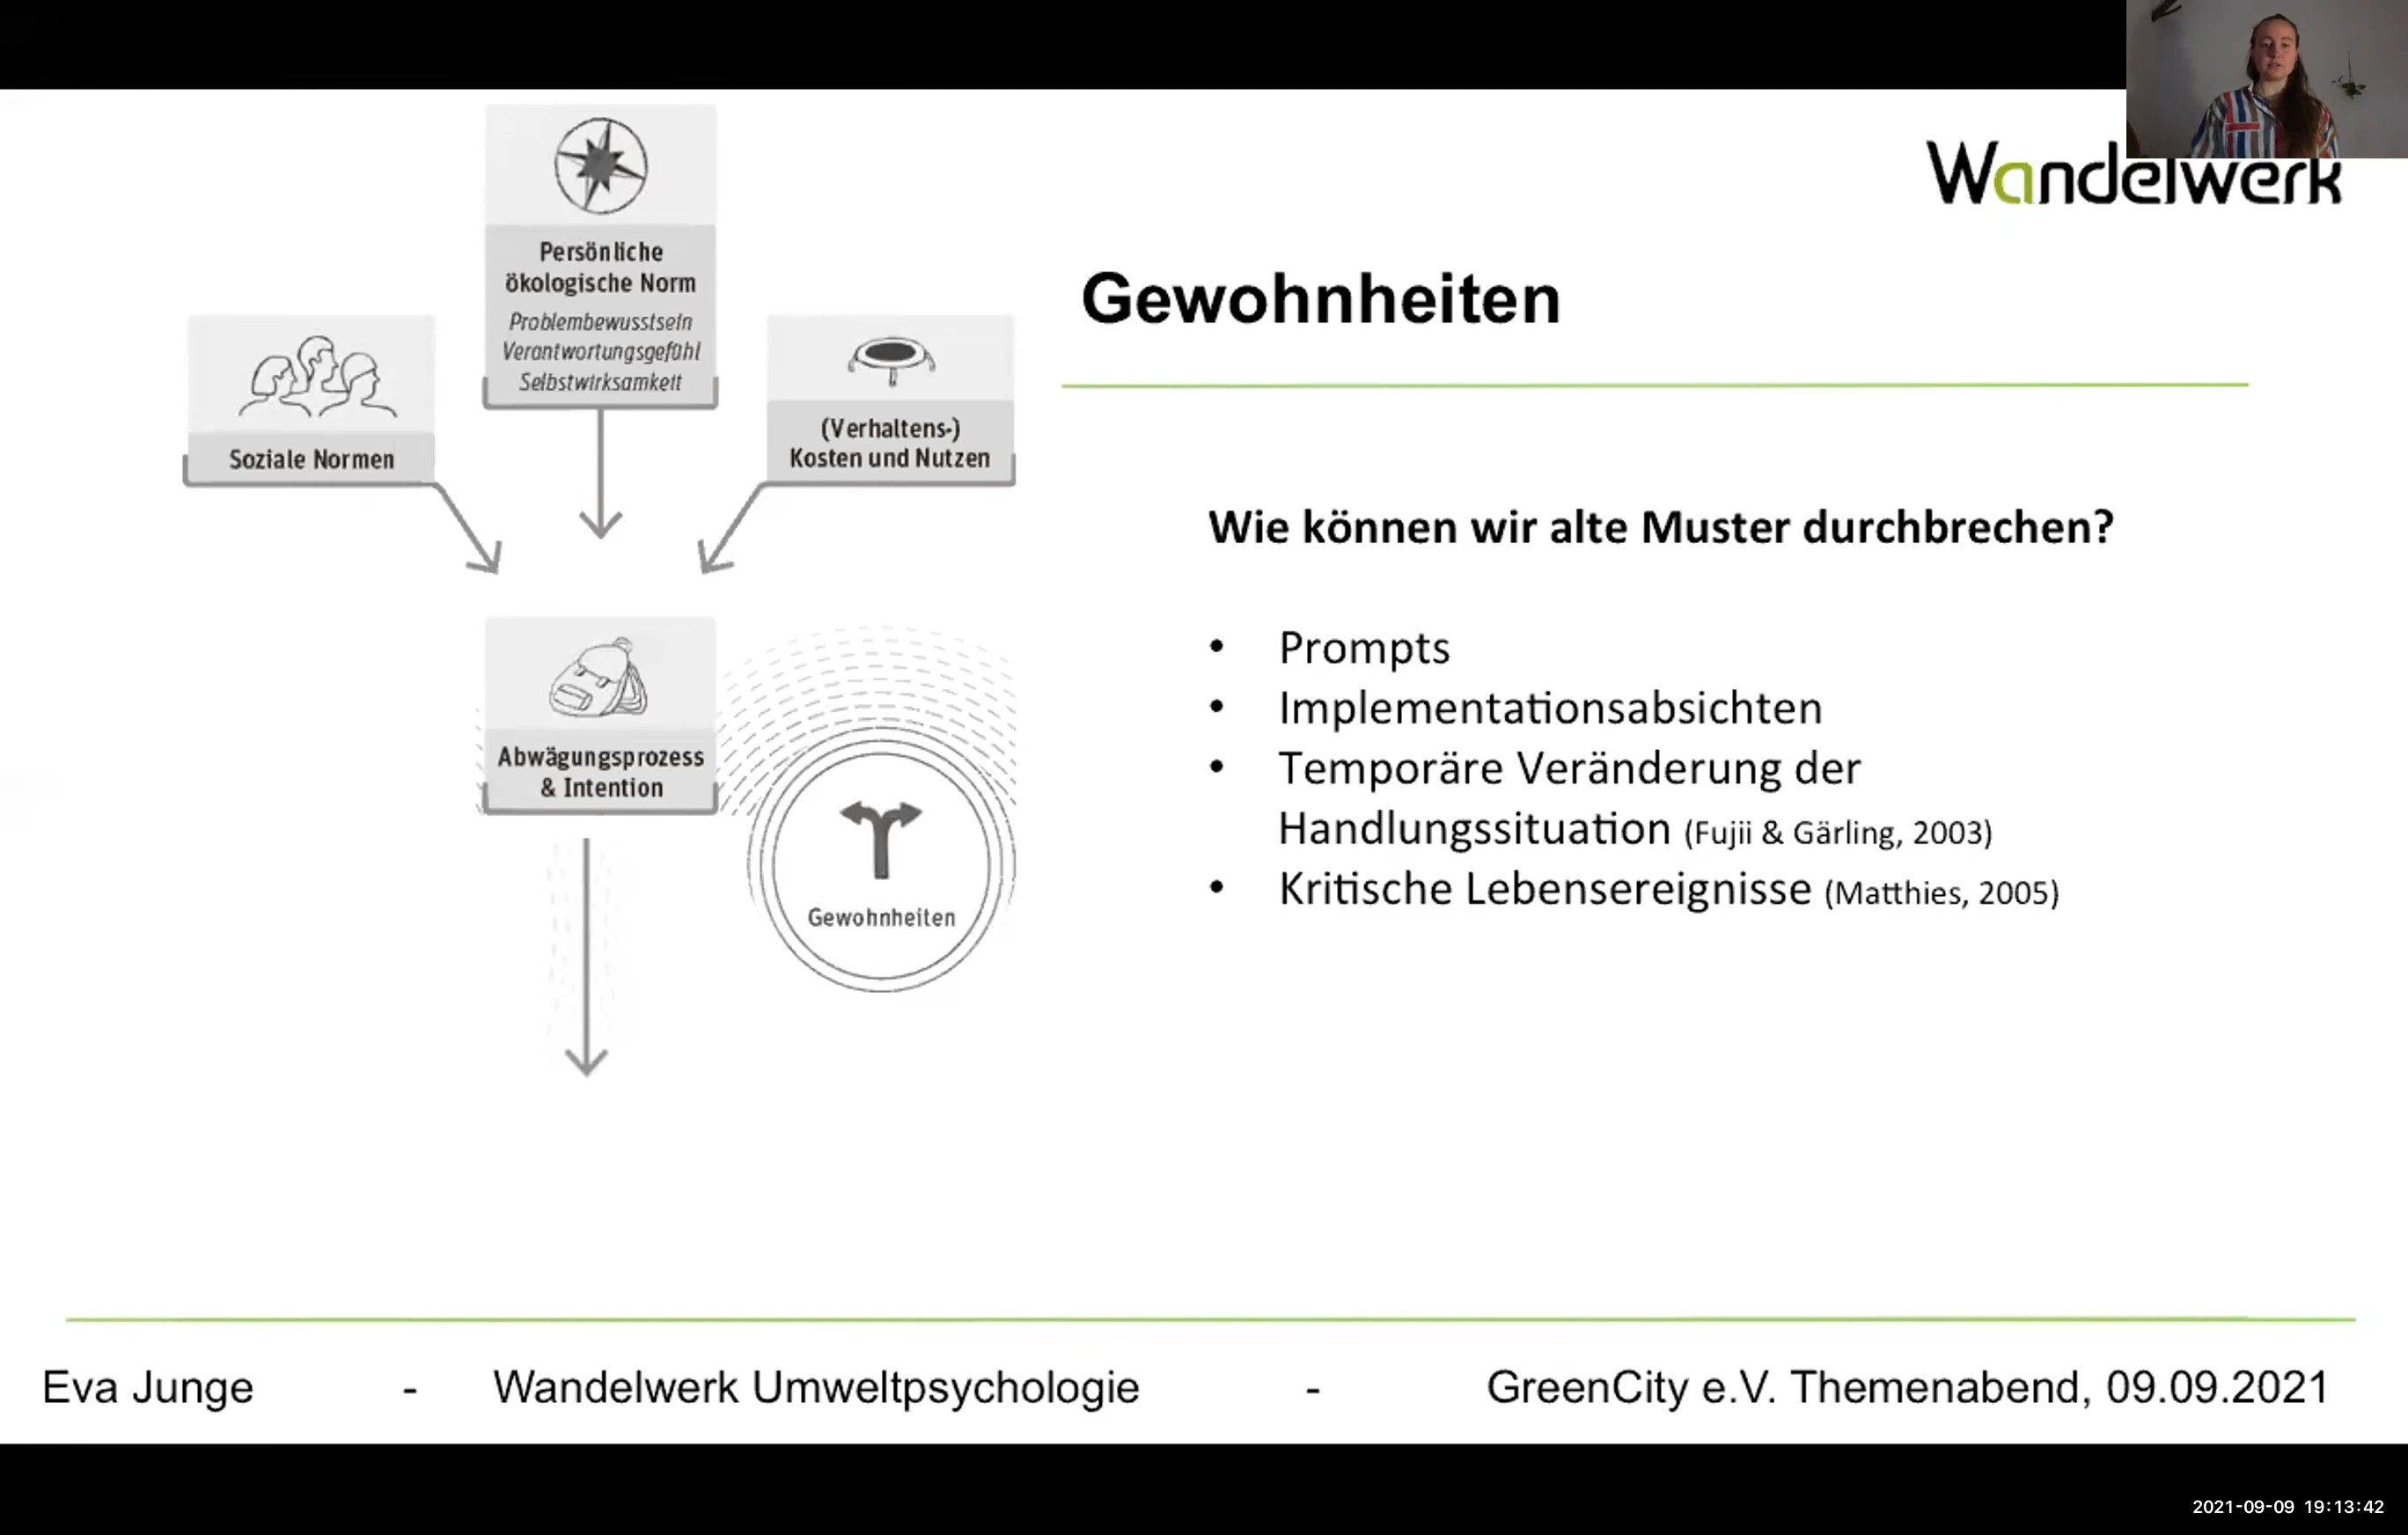 Wandelwerk
Persönliche
ökologische Norm
Problembewusstsein
Verantwortungsgefühl
Selbstwirksamkeit
Soziale Normen
(Verhaltens-)
Kosten und Nutzen
Abwägungsprozess
& Intention
Gewohnheiten
Gewohnheiten
Wie können wir alte Muster durchbrechen?
• Prompts
• Implementationsabsichten
• Temporäre Veränderung der
Handlungssituation (Fujii & Gärling, 2003)
• Kritische Lebensereignisse (Matthies, 2005)
Eva Junge - Wandelwerk Umweltpsychologie - GreenCity e.V. Themenabend, 09.09.2021
2021-09-09 19:13:42